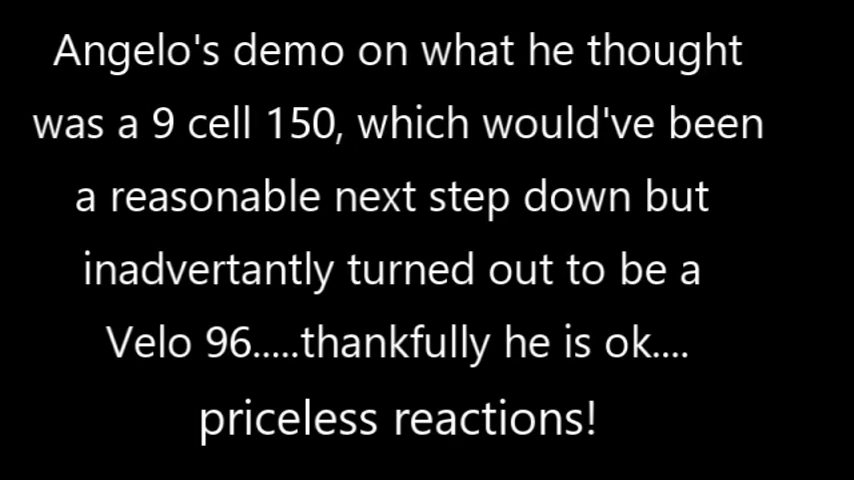 Angelo's demo on what he thought
was a 9 cell 150, which would've been
a reasonable next step down but
inadvertantly turned out to be a
Velo 96.....thankfully he is ok....
priceless reactions!